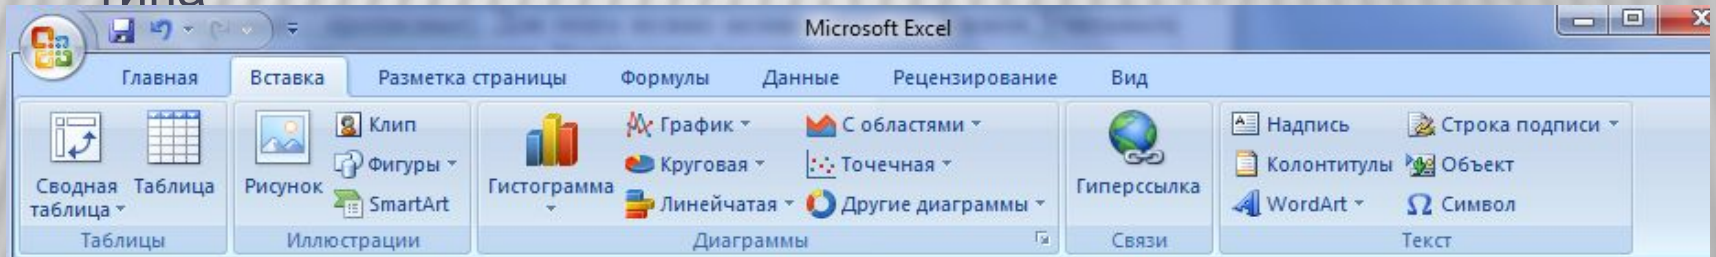 типа
Microsoft Excel
Главная Вставка Разметка страницы Формулы Данные Рецензирование Вид
Сводная таблица
Таблица
Таблицы
Рисунок
Клип
Фигуры
SmartArt
Иллюстрации
Гистограмма
График
Круговая
Линейчатая
С областями
Точечная
Другие диаграммы
Диаграммы
Гиперссылка
Связи
Надпись
Колонтитулы
WordArt
Строка подписи
Объект
Символ
Текст